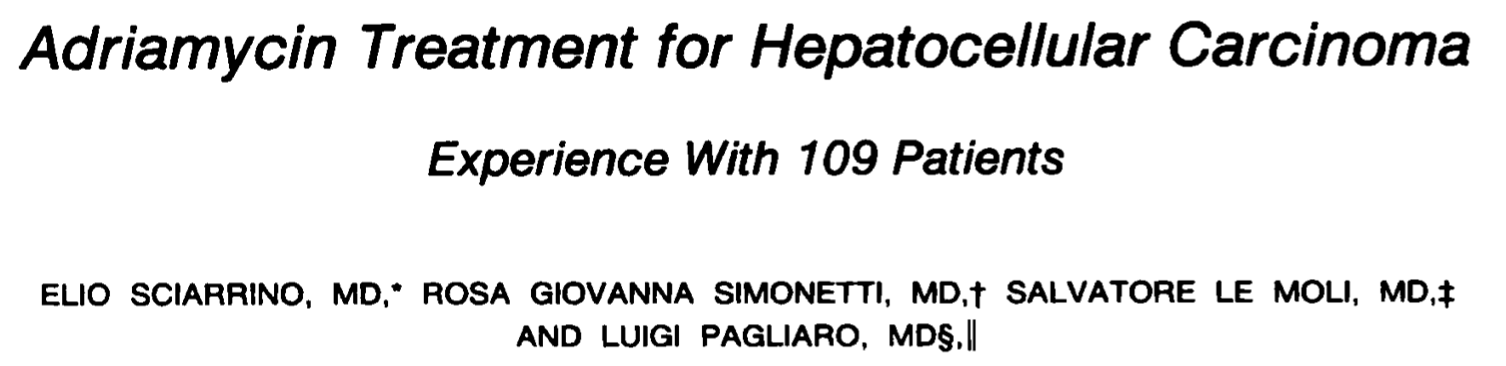 Adriamycin Treatment for Hepatocellular Carcinoma
Experience With 109 Patients
ELIO SCIARRINO, MD,* ROSA GIOVANNA SIMONETTI, MD,† SALVATORE LE MOLI, MD,‡
AND LUIGI PAGLIARO, MD§,‖